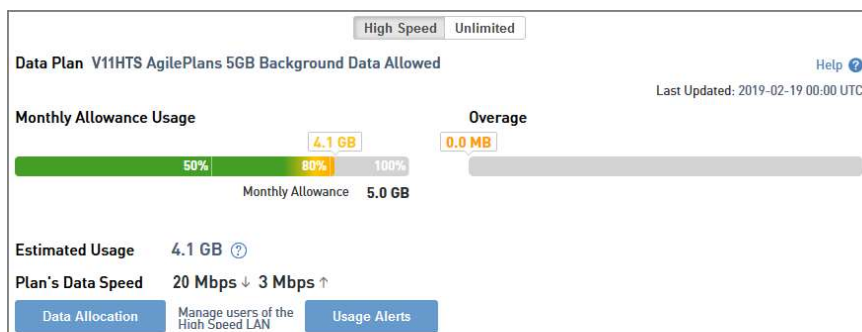 High Speed Unlimited
Data Plan V11HTS AgilePlans 5GB Background Data Allowed Help ?
Last Updated: 2019-02-19 00:00 UTC
Monthly Allowance Usage Overage
4.1 GB 0.0 MB
50% 80% 100%
Monthly Allowance 5.0 GB
Estimated Usage 4.1 GB ?
Plan's Data Speed 20 Mbps ↓ 3 Mbps ↑
Data Allocation Manage users of the Usage Alerts
High Speed LAN